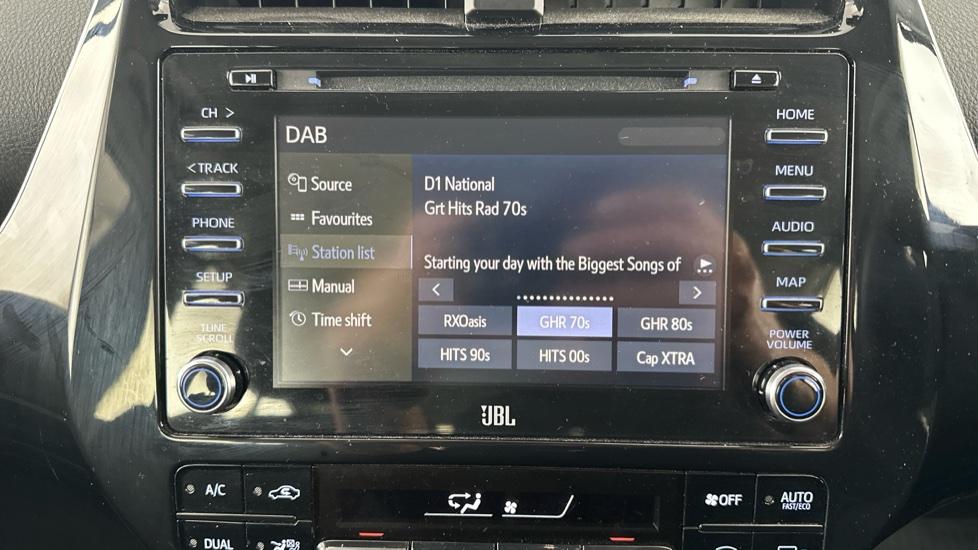 CH >
<TRACK
PHONE
SETUP
TUNE
SCROLL
DAB
Source
Favourites
Station list
Manual
Time shift
D1 National
Grt Hits Rad 70s
Starting your day with the Biggest Songs of
RXOasis
GHR 70s
GHR 80s
HITS 90s
HITS 00s
Cap XTRA
HOME
MENU
AUDIO
MAP
POWER
VOLUME
JBL
A/C
OFF
AUTO
FAST/ECO
DUAL